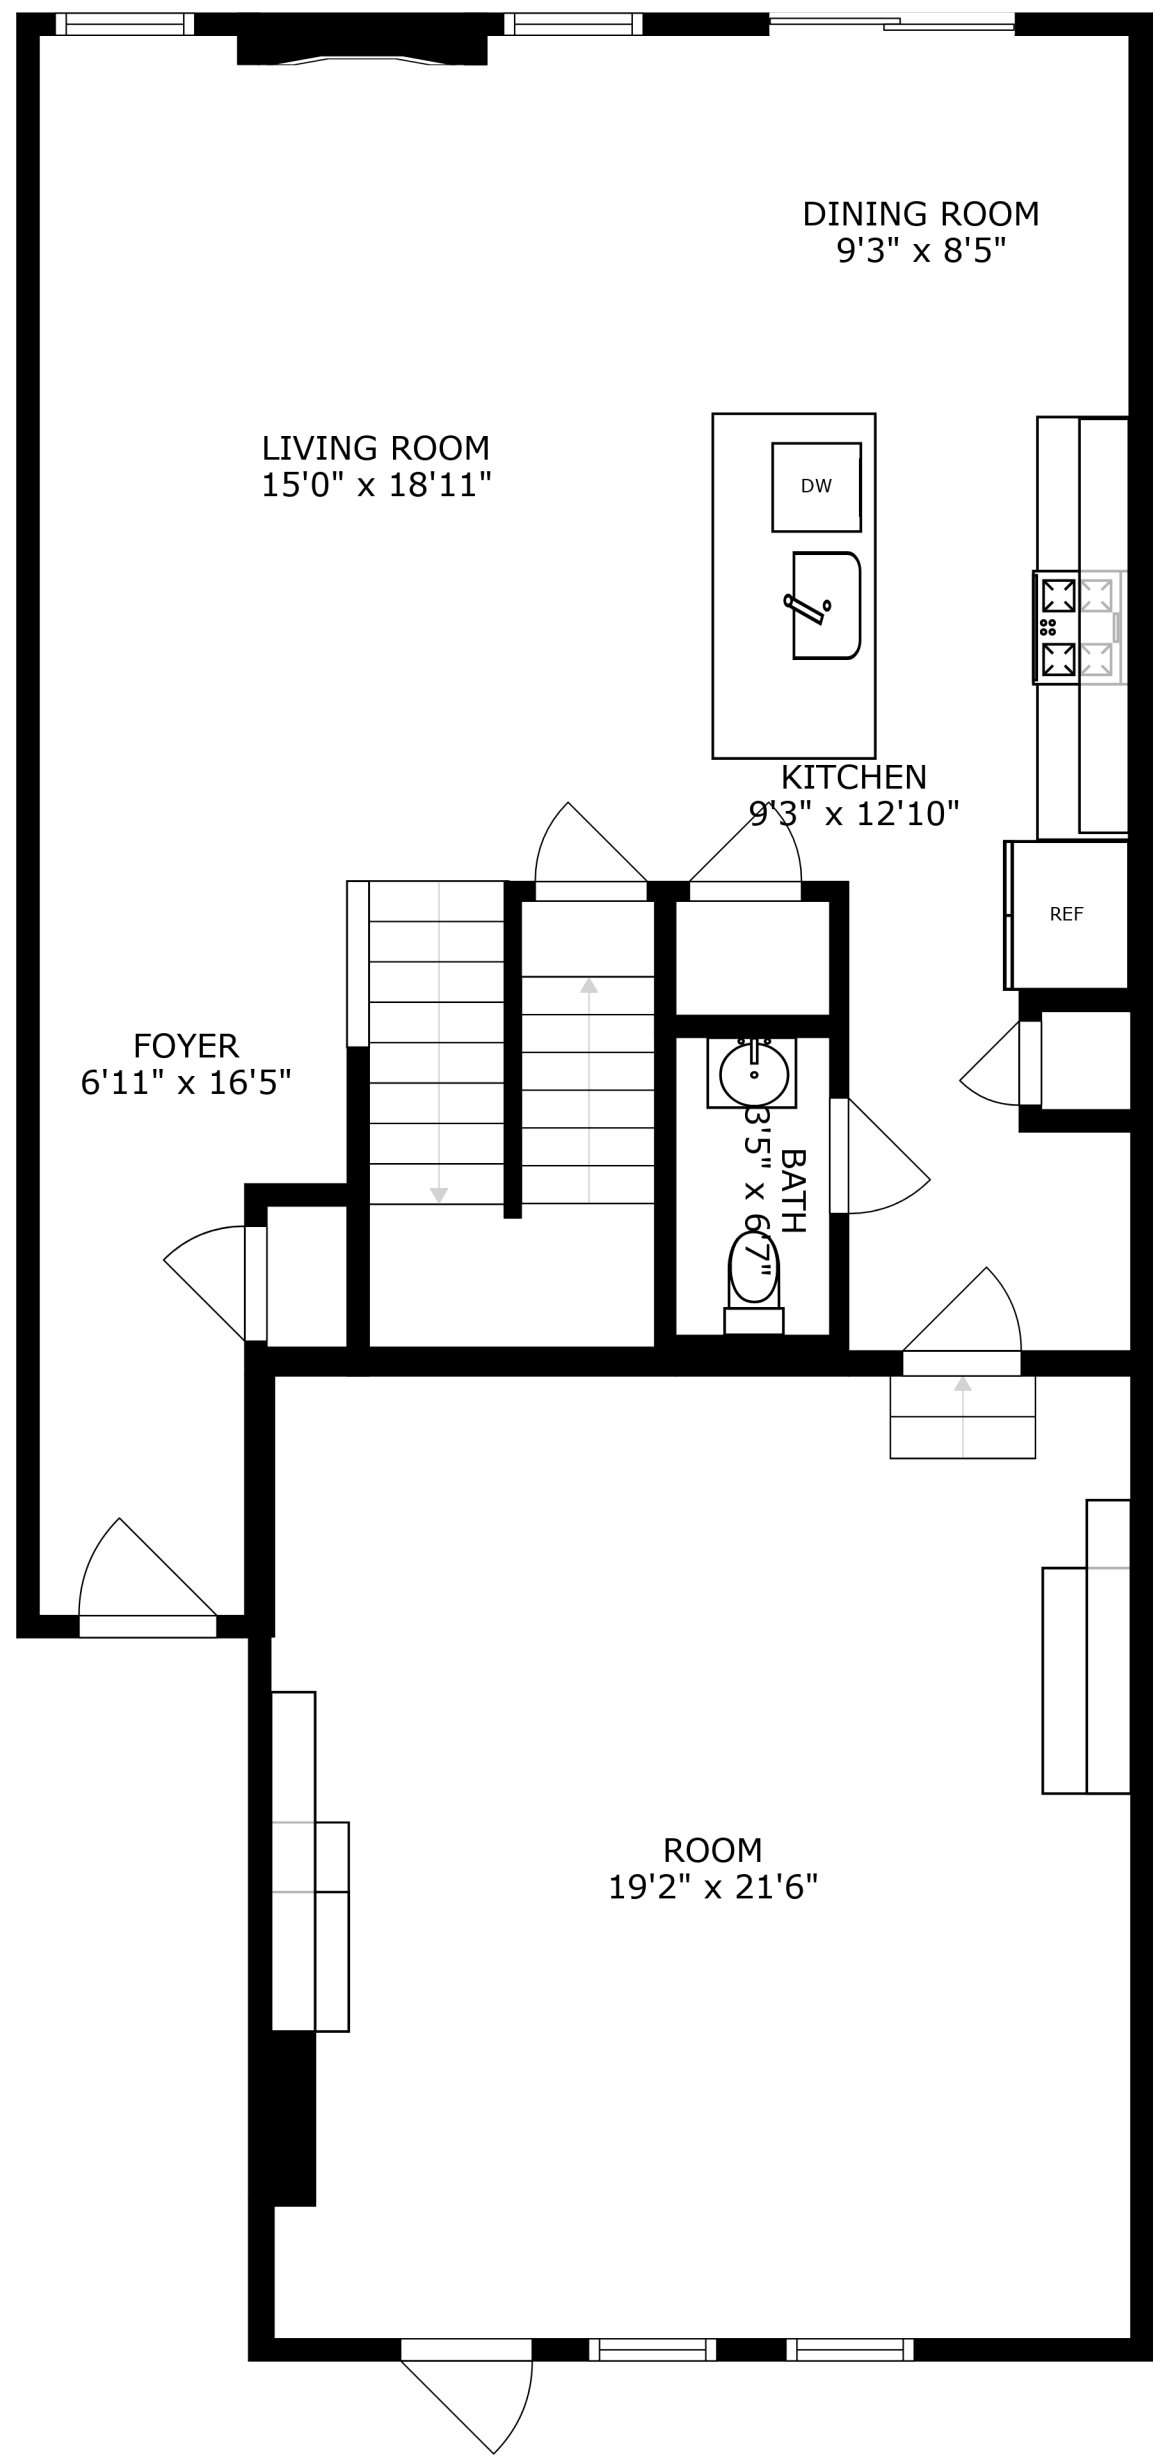 DINING ROOM
9'3" x 8'5"
LIVING ROOM
15'0" x 18'11"
DW
KITCHEN
9'3" x 12'10"
REF
FOYER
6'11" x 16'5"
BATH
3'5" x 6'7"
ROOM
19'2" x 21'6"